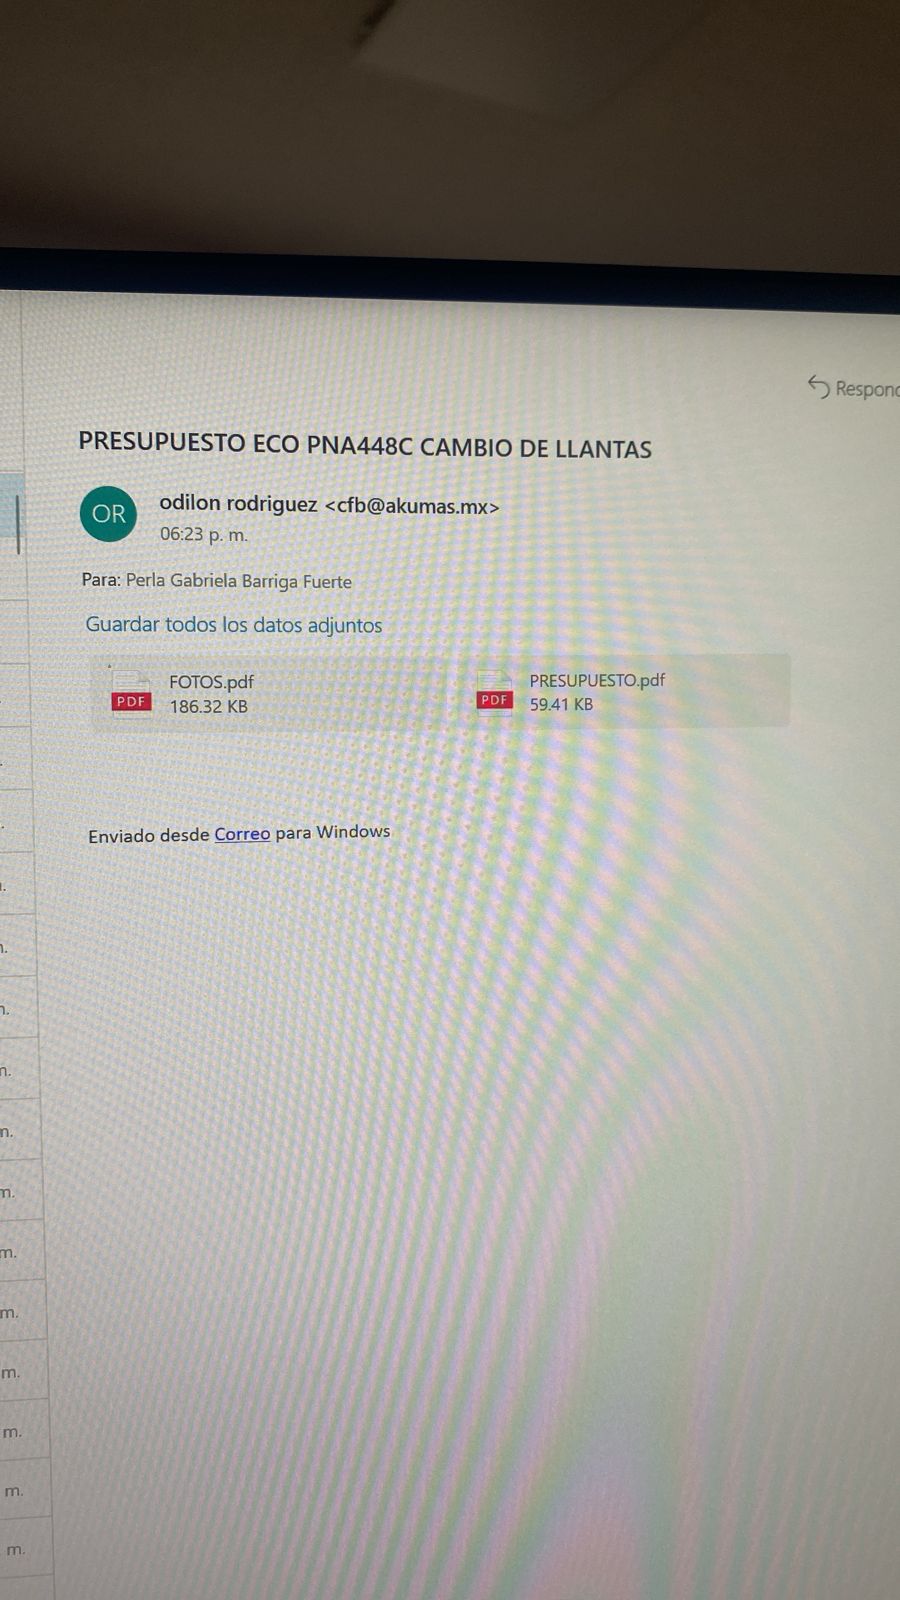 Respond
PRESUPUESTO ECO PNA448C CAMBIO DE LLANTAS
OR
odilon rodriguez <cfb@akumas.mx>
06:23 p. m.
Para: Perla Gabriela Barriga Fuerte
Guardar todos los datos adjuntos
PDF
FOTOS.pdf
186.32 KB
PDF
PRESUPUESTO.pdf
59.41 KB
Enviado desde Correo para Windows
m.
m.
m.
m.
m.
m.
m.
m.
m.